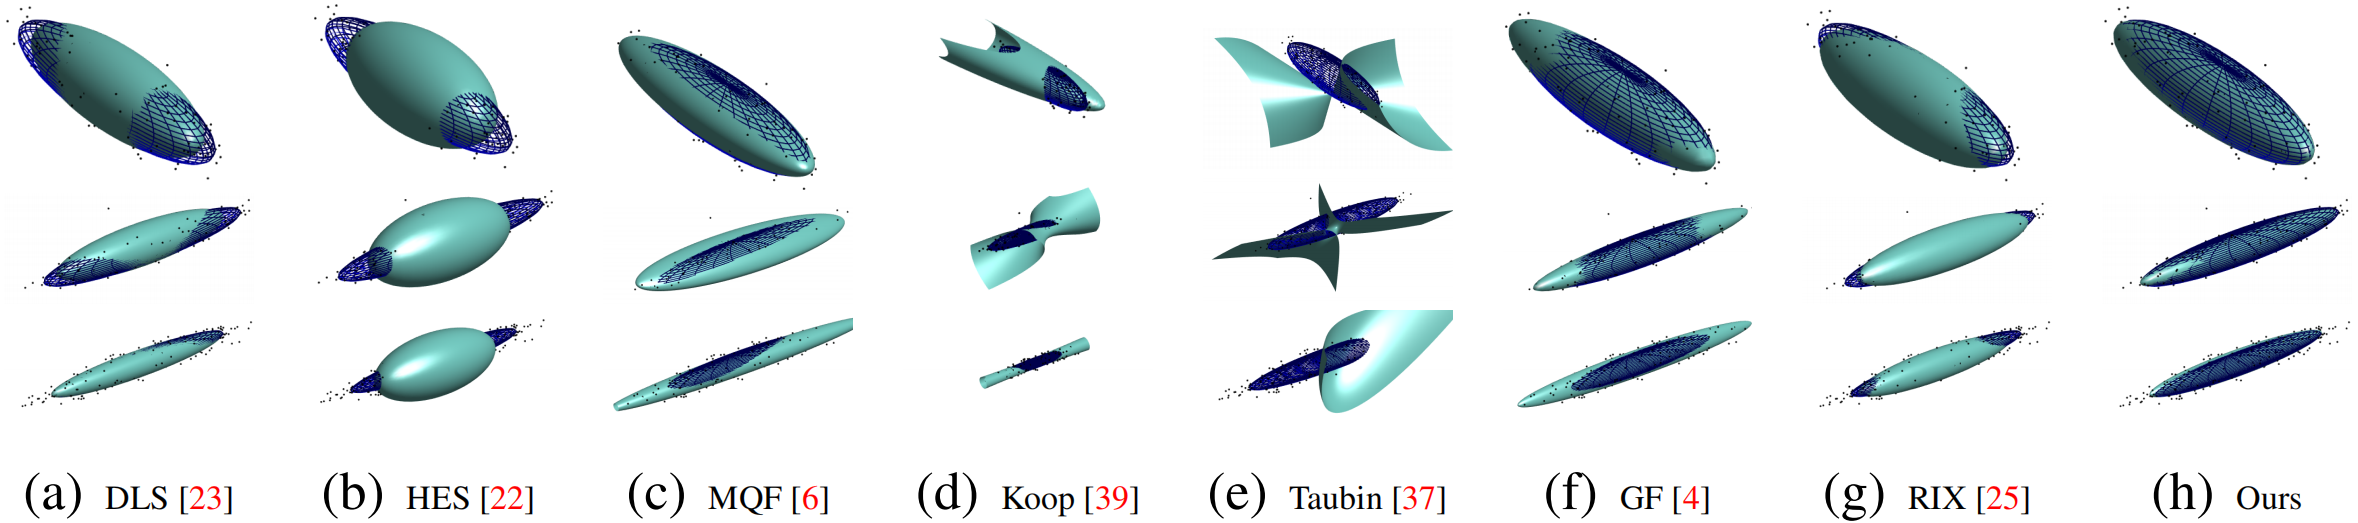 (a) DLS [23] (b) HES [22] (c) MQF [6] (d) Koop [39] (e) Taubin [37] (f) GF [4] (g) RIX [25] (h) Ours